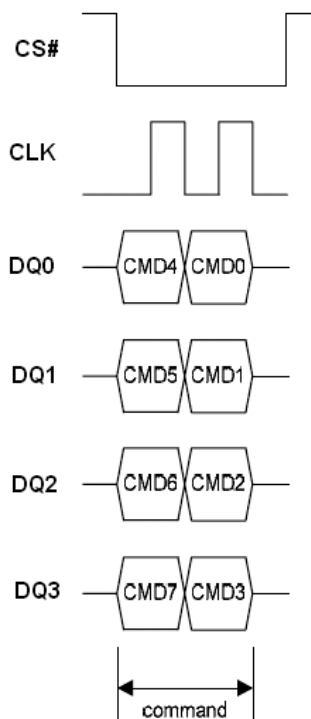 CS#
CLK
DQ0 CMD4 CMD0
DQ1 CMD5 CMD1
DQ2 CMD6 CMD2
DQ3 CMD7 CMD3
command